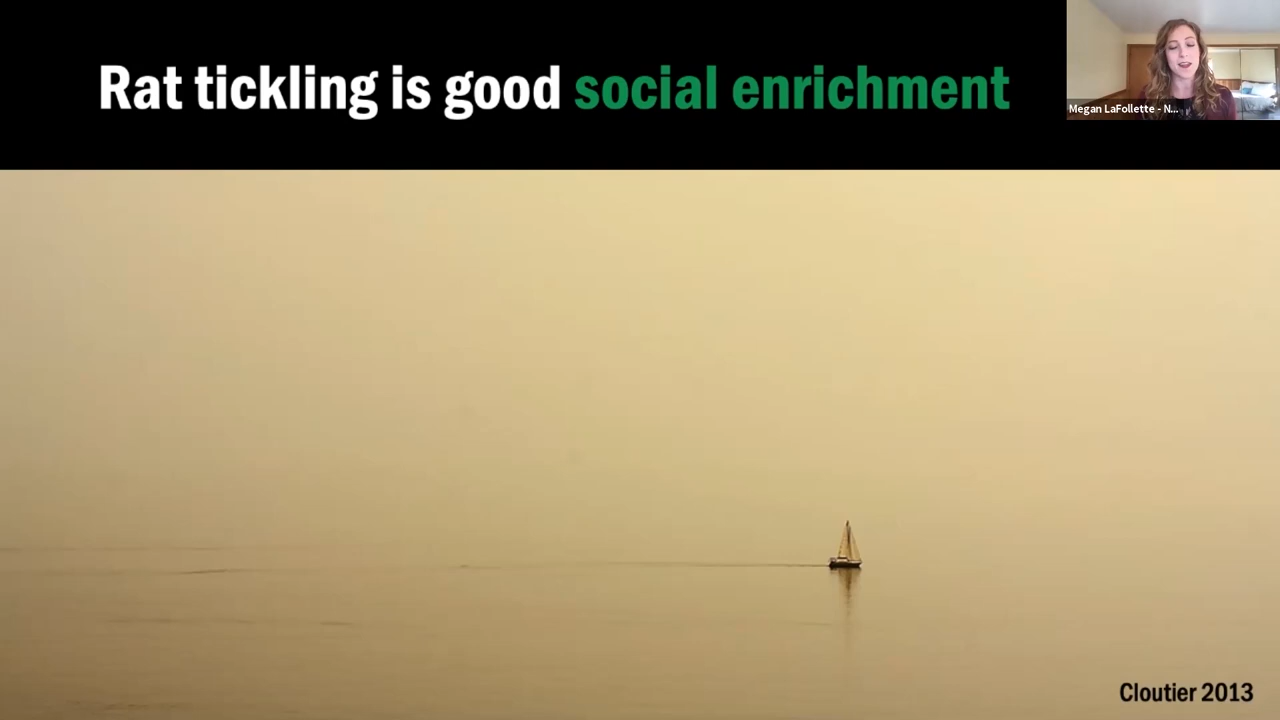 Rat tickling is good social enrichment
Megan LaFollette - N...
Cloutier 2013